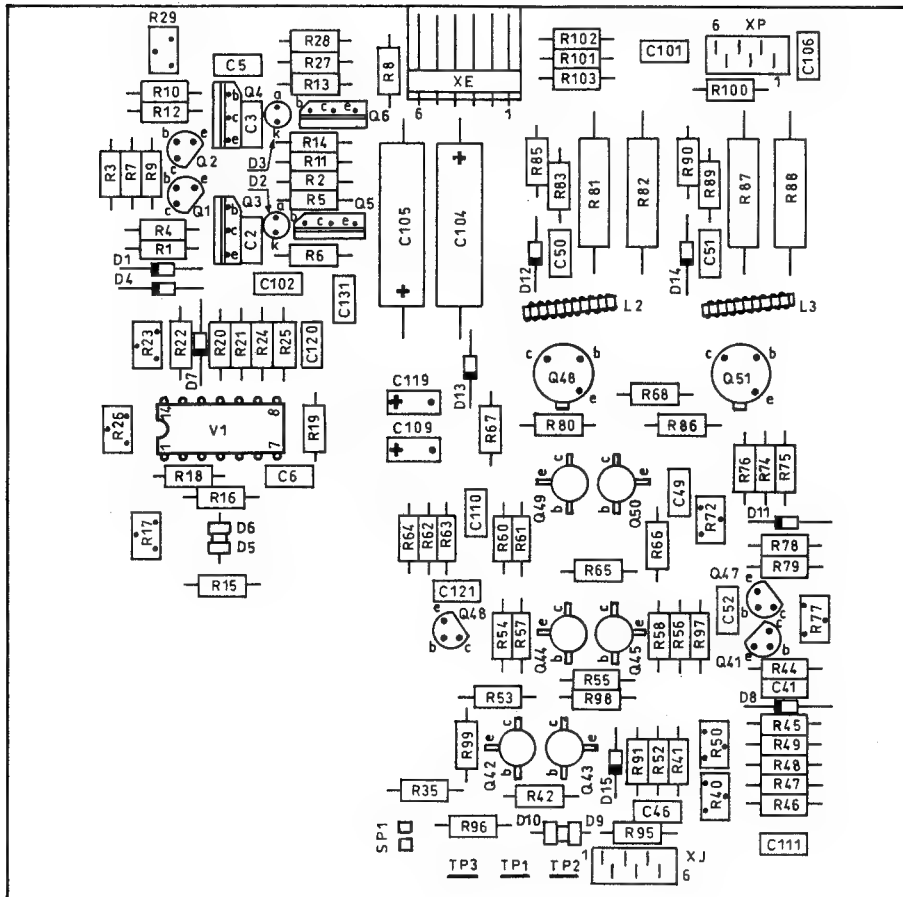 R29
C5
R28
R27
R13
R8
XE
6
1
R102
R101
R103
C101
6 XP
1
C106
R100
R10
R12
Q4
b
c
e
C3
a
k
b c e
Q6
b e
c
Q2
D3
D2
R14
R11
R2
R5
R3
R7
R9
b e
c
Q1
Q3
b
c
e
C2
a
k
b c e
Q5
R6
R4
R1
D1
D4
C102
C131
C105
+
+
C104
R85
R83
R81
R82
R90
R89
R87
R88
D12
C50
D14
C51
L2
L3
R23
R22
D7
R20
R21
R24
R25
C120
D13
c b
Q48
e
c b
Q51
e
C119
+
R68
R26
14 8
V1
1 7
R19
C109
+
R67
R80
R86
R18
R16
C6
R76
R74
R75
c
e
b
Q49
c
e
b
Q50
C49
R72
D11
R17
D6
D5
R15
R64
R62
R63
C110
R60
R61
R66
R65
R78
R79
C121
e
b c
Q48
R54
R57
c
e
b
Q44
c
e
b
Q45
R58
R56
R97
C52
Q47
e
b c
R77
c
e b
Q41
R55
R98
R44
C41
D8
R53
R99
c
e
b
Q42
c
e
b
Q43
D15
R91
R52
R41
R50
R40
R45
R49
R48
R47
R46
R35
R42
C46
SP1
R96
D10
D9
R95
C111
TP3
TP1
TP2
1
XJ
6